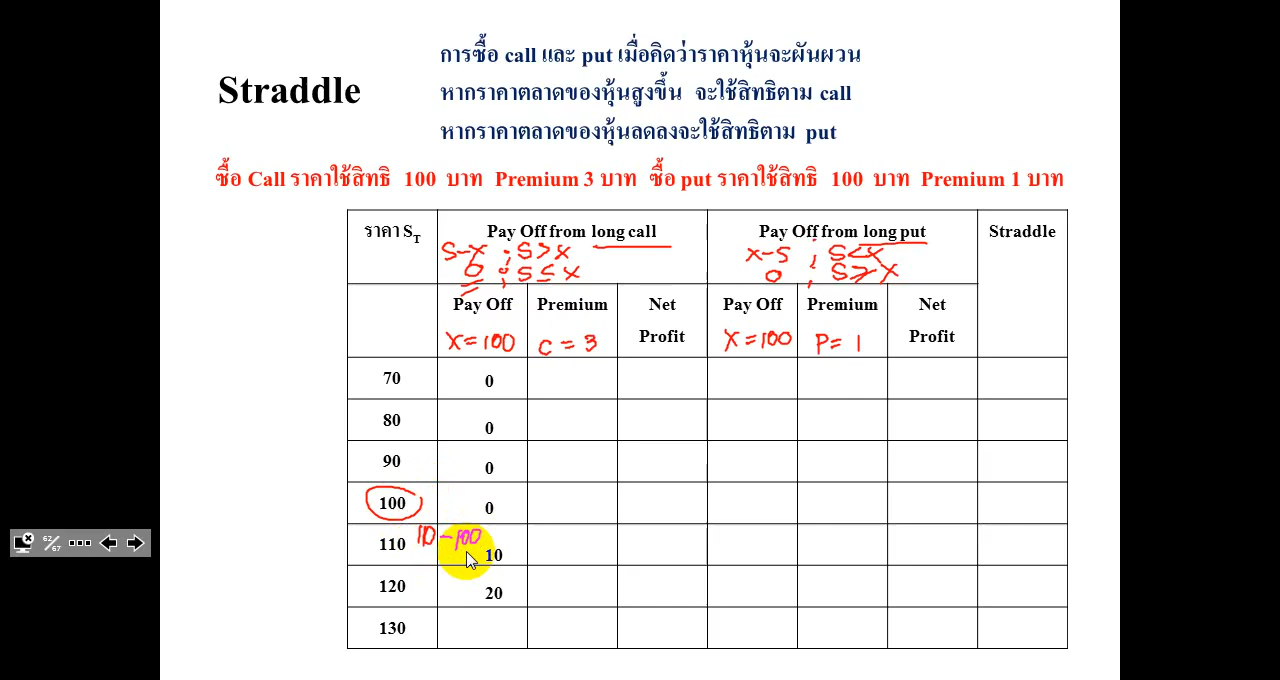 Straddle
การซื้อ call และ put เมื่อคิดว่าราคาหุ้นจะผันผวน
หากราคาตลาดของหุ้นสูงขึ้น จะใช้สิทธิตาม call
หากราคาตลาดของหุ้นลดลงจะใช้สิทธิตาม put
ซื้อ Call ราคาใช้สิทธิ 100 บาท Premium 3 บาท ซื้อ put ราคาใช้สิทธิ 100 บาท Premium 1 บาท
ราคา S_T Pay Off from long call Pay Off from long put Straddle
S-X ; S>X X-S ; S<X
0 ; S≤X 0 ; S≥X
Pay Off Premium Net Profit Pay Off Premium Net Profit
X=100 C=3 X=100 P=1
70 0
80 0
90 0
100 0
110 110-100 10
120 20
130
62/67